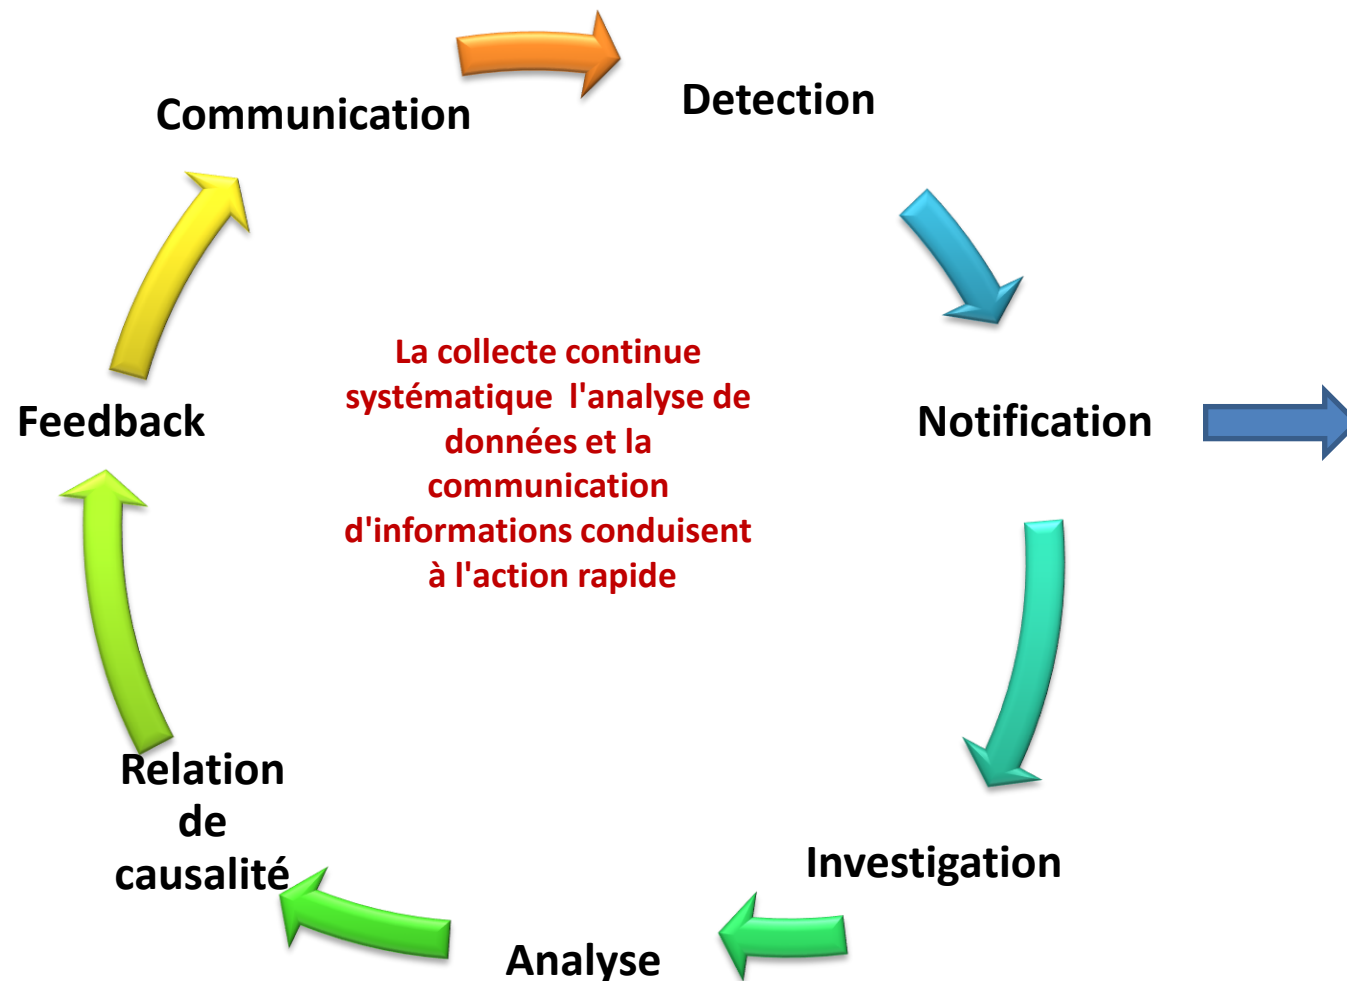 Communication
Detection
La collecte continue
systématique  l'analyse de
données et la
communication
d'informations conduisent
à l'action rapide
Feedback
Notification
Relation
de
causalité
Investigation
Analyse